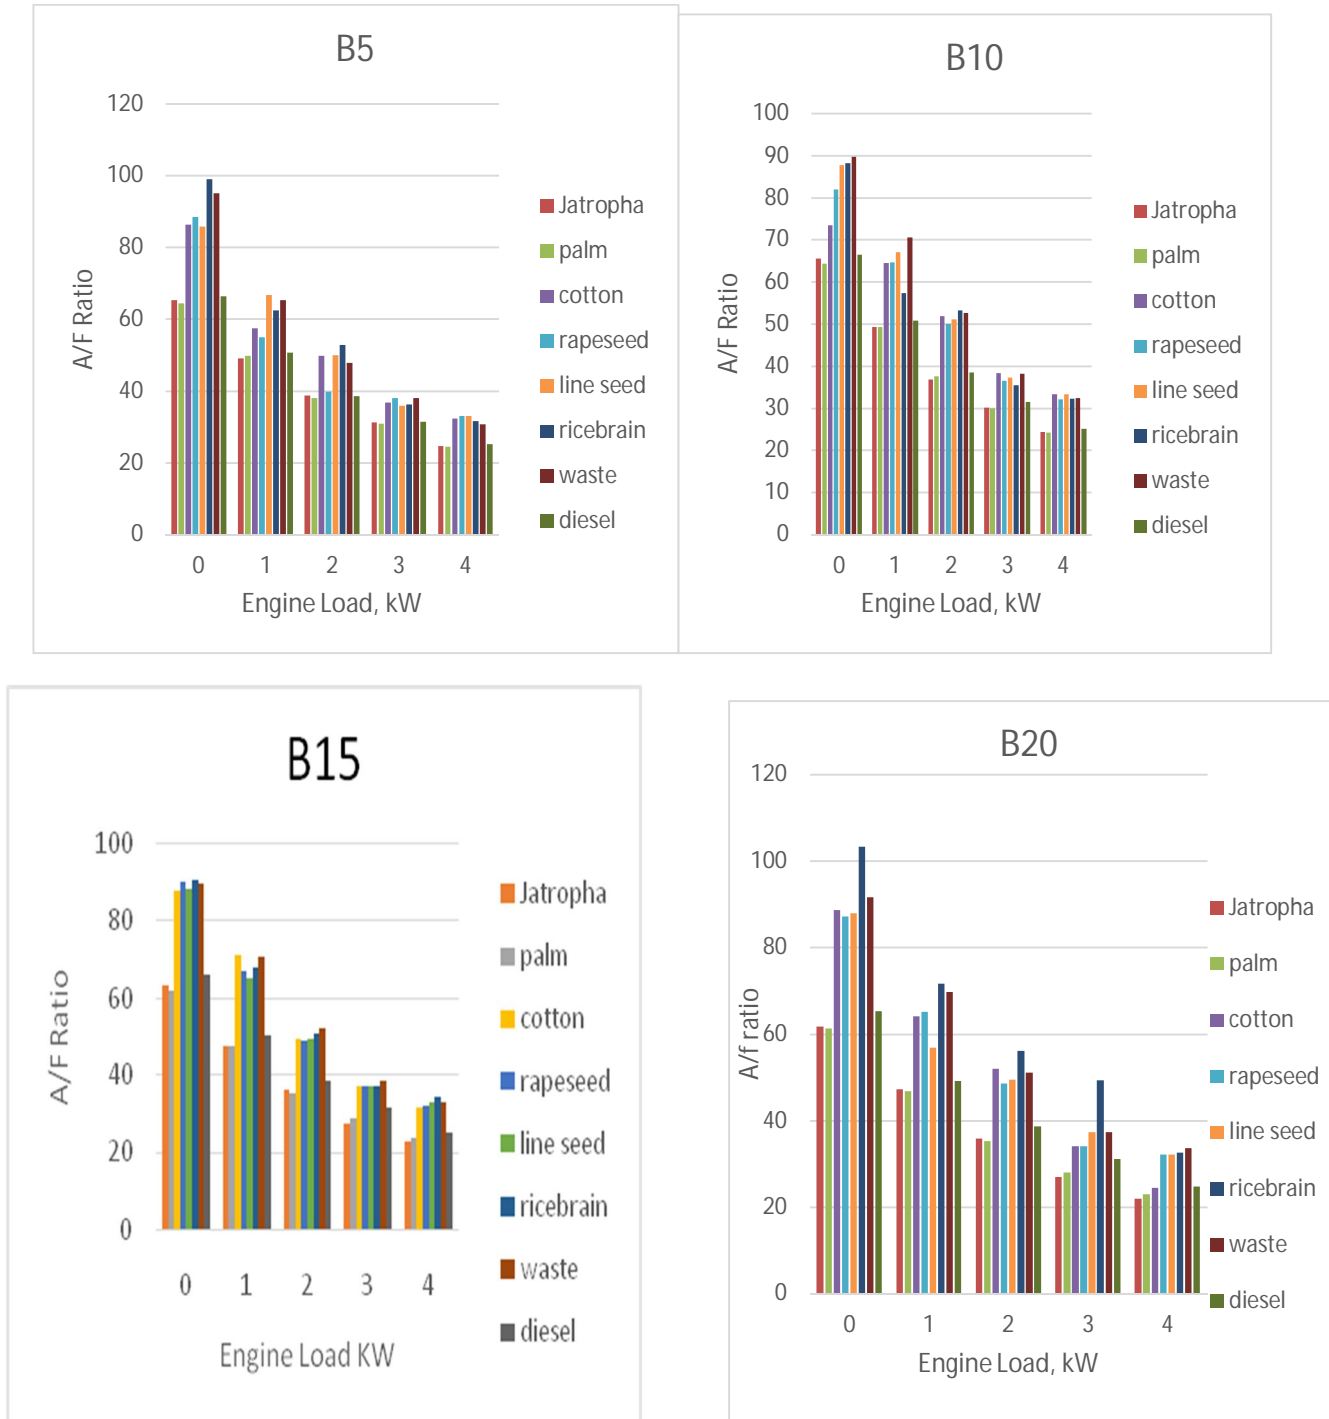 B5
120
100
80
60
40
20
0
A/F Ratio
0 1 2 3 4
Engine Load, kW
Jatropha
palm
cotton
rapeseed
line seed
ricebrain
waste
diesel
B10
100
90
80
70
60
50
40
30
20
10
0
A/F Ratio
0 1 2 3 4
Engine Load, kW
Jatropha
palm
cotton
rapeseed
line seed
ricebrain
waste
diesel
B15
100
80
60
40
20
0
A/F Ratio
0 1 2 3 4
Engine Load KW
Jatropha
palm
cotton
rapeseed
line seed
ricebrain
waste
diesel
B20
120
100
80
60
40
20
0
A/f ratio
0 1 2 3 4
Engine Load, kW
Jatropha
palm
cotton
rapeseed
line seed
ricebrain
waste
diesel